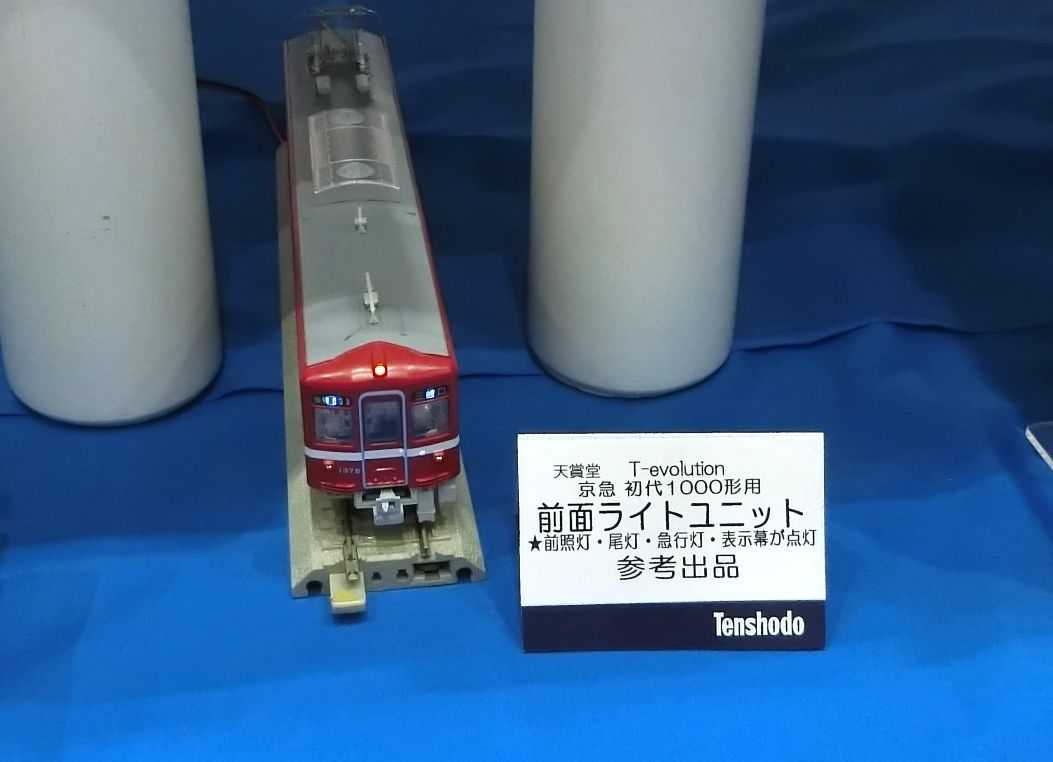 天賞堂 T-evolution
京急 初代1000形用
前面ライトユニット
★前照灯・尾灯・急行灯・表示幕が点灯
参考出品
Tenshodo